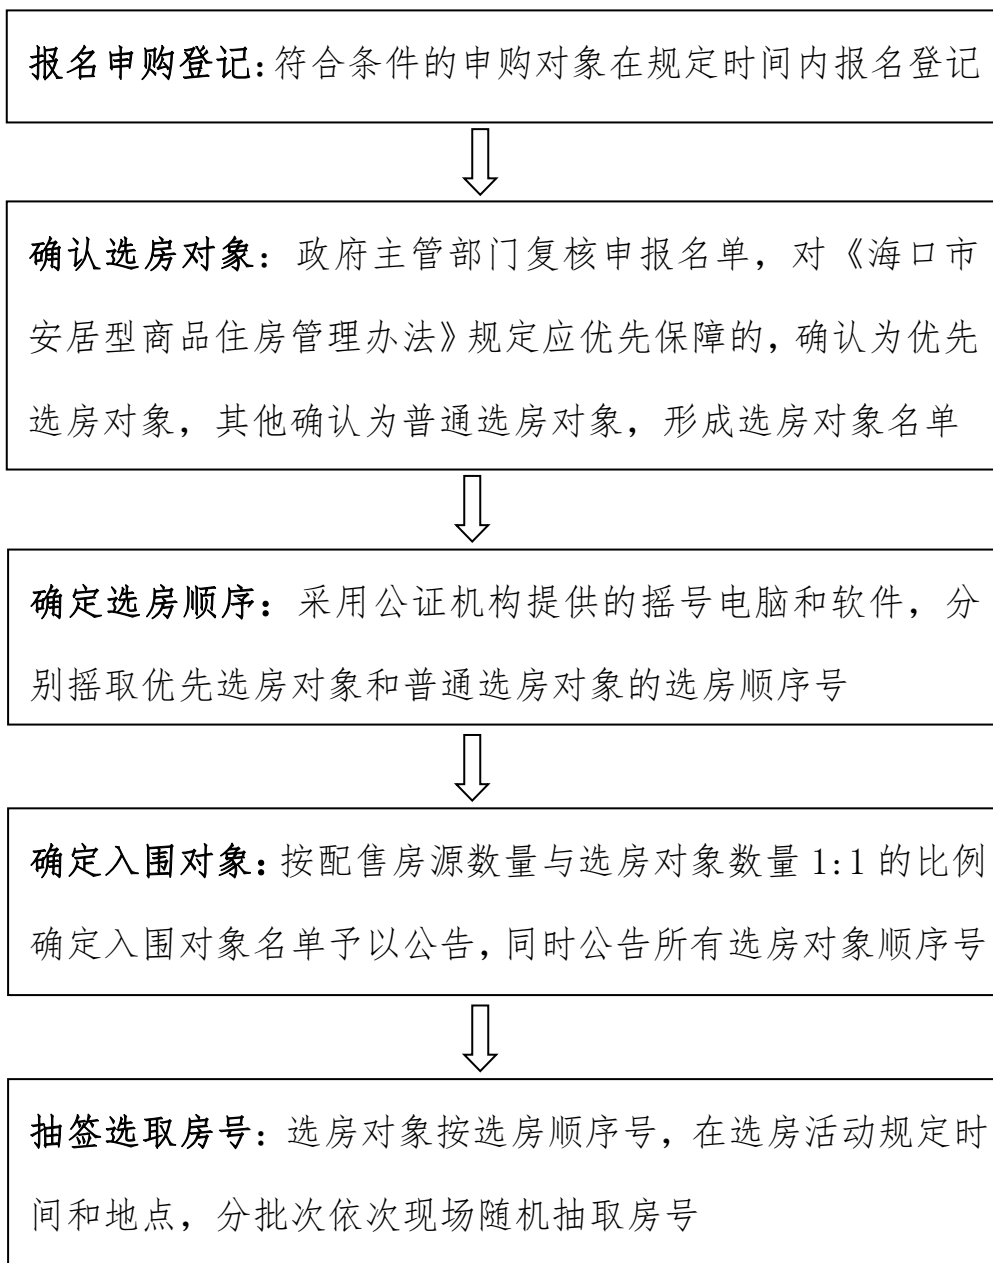 报名申购登记:符合条件的申购对象在规定时间内报名登记
确认选房对象：政府主管部门复核申报名单，对《海口市
安居型商品住房管理办法》规定应优先保障的，确认为优先
选房对象，其他确认为普通选房对象，形成选房对象名单
确定选房顺序：采用公证机构提供的摇号电脑和软件，分
别摇取优先选房对象和普通选房对象的选房顺序号
确定入围对象：按配售房源数量与选房对象数量 1:1 的比例
确定入围对象名单予以公告，同时公告所有选房对象顺序号
抽签选取房号：选房对象按选房顺序号，在选房活动规定时
间和地点，分批次依次现场随机抽取房号